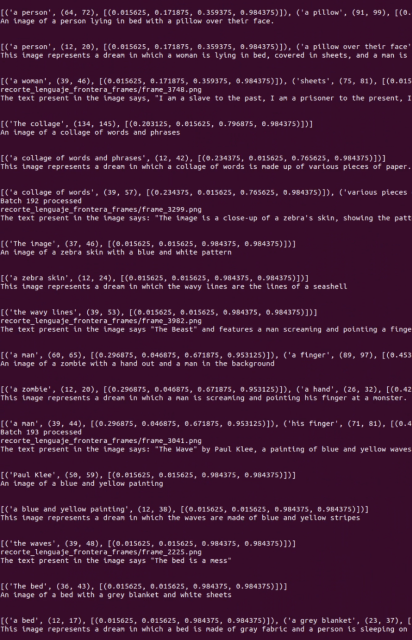 [('a person', (64, 72), [(0.015625, 0.171875, 0.359375, 0.984375)]), ('a pillow', (91, 99), [(0.
An image of a person lying in bed with a pillow over their face.
[('a person', (12, 20), [(0.015625, 0.171875, 0.359375, 0.984375)]), ('a pillow over their face'
This image represents a dream in which a woman is lying in bed, covered in sheets, and a man is
[('a woman', (39, 46), [(0.015625, 0.171875, 0.359375, 0.984375)]), ('sheets', (75, 81), [(0.015
recorte_lenguaje_frontera_frames/frame_3748.png
The text present in the image says, "I am a slave to the past, I am a prisoner to the present, I
[('The collage', (134, 145), [(0.203125, 0.015625, 0.796875, 0.984375)])]
An image of a collage of words and phrases
[('a collage of words and phrases', (12, 42), [(0.234375, 0.015625, 0.765625, 0.984375)])]
This image represents a dream in which a collage of words is made up of various pieces of paper.
[('a collage of words', (39, 57), [(0.234375, 0.015625, 0.765625, 0.984375)]), ('various pieces
Batch 192 processed
recorte_lenguaje_frontera_frames/frame_3299.png
The text present in the image says: "The image is a close-up of a zebra's skin, showing the patt
[('The image', (37, 46), [(0.015625, 0.015625, 0.984375, 0.984375)])]
An image of a zebra skin with a blue and white pattern
[('a zebra skin', (12, 24), [(0.015625, 0.015625, 0.984375, 0.984375)])]
This image represents a dream in which the wavy lines are the lines of a seashell
[('the wavy lines', (39, 53), [(0.015625, 0.015625, 0.984375, 0.984375)])]
recorte_lenguaje_frontera_frames/frame_3982.png
The text present in the image says "The Beast" and features a man screaming and pointing a finge
[('a man', (60, 65), [(0.296875, 0.046875, 0.671875, 0.953125)]), ('a finger', (89, 97), [(0.453
An image of a zombie with a hand out and a man in the background
[('a zombie', (12, 20), [(0.296875, 0.046875, 0.671875, 0.953125)]), ('a hand', (26, 32), [(0.42
This image represents a dream in which a man is screaming and pointing his finger at a monster.
[('a man', (39, 44), [(0.296875, 0.046875, 0.671875, 0.953125)]), ('his finger', (71, 81), [(0.4
Batch 193 processed
recorte_lenguaje_frontera_frames/frame_3041.png
The text present in the image says: "The Wave" by Paul Klee, a painting of blue and yellow waves
[('Paul Klee', (50, 59), [(0.015625, 0.015625, 0.984375, 0.984375)])]
An image of a blue and yellow painting
[('a blue and yellow painting', (12, 38), [(0.015625, 0.015625, 0.984375, 0.984375)])]
This image represents a dream in which the waves are made of blue and yellow stripes
[('the waves', (39, 48), [(0.015625, 0.015625, 0.984375, 0.984375)])]
recorte_lenguaje_frontera_frames/frame_2225.png
The text present in the image says "The bed is a mess"
[('The bed', (36, 43), [(0.015625, 0.015625, 0.984375, 0.984375)])]
An image of a bed with a grey blanket and white sheets
[('a bed', (12, 17), [(0.015625, 0.015625, 0.984375, 0.984375)]), ('a grey blanket', (23, 37), [
This image represents a dream in which a bed is made of gray fabric and a person is sleeping on